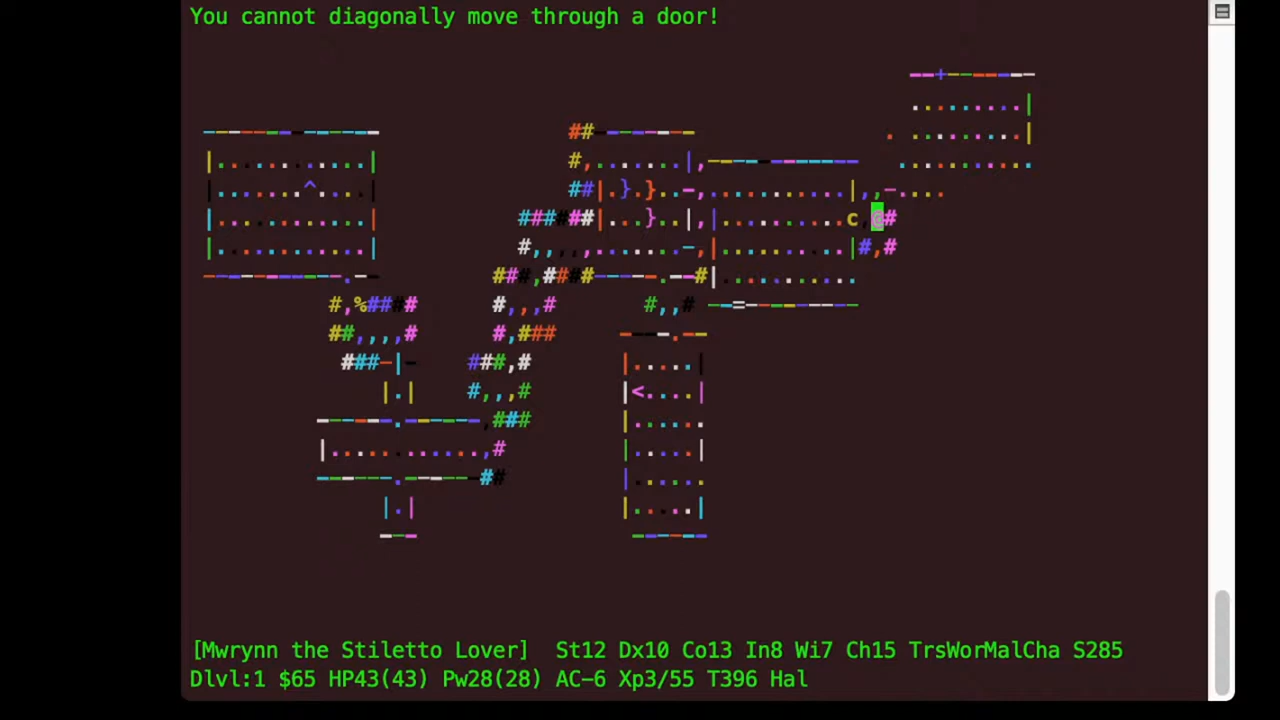 You cannot diagonally move through a door!
[Mwrynn the Stiletto Lover] St12 Dx10 Co13 In8 Wi7 Ch15 TrsWorMalCha S285
Dlvl:1 $65 HP43(43) Pw28(28) AC-6 Xp3/55 T396 Hal